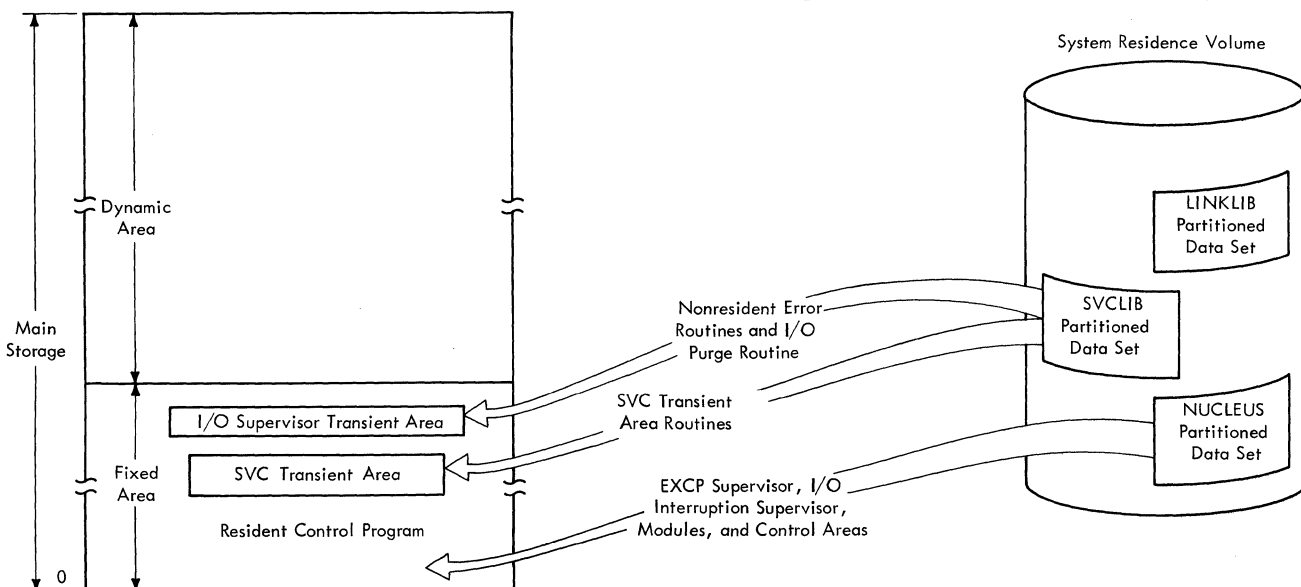 System Residence Volume
LINKLIB
Partitioned
Data Set
Dynamic
Area
Main
Storage
Nonresident Error
Routines and I/O
Purge Routine
SVCLIB
Partitioned
Data Set
I/O Supervisor Transient Area
SVC Transient
Area Routines
NUCLEUS
Partitioned
Data Set
Fixed
Area
SVC Transient Area
EXCP Supervisor, I/O
Interruption Supervisor,
Modules, and Control Areas
Resident Control Program
0